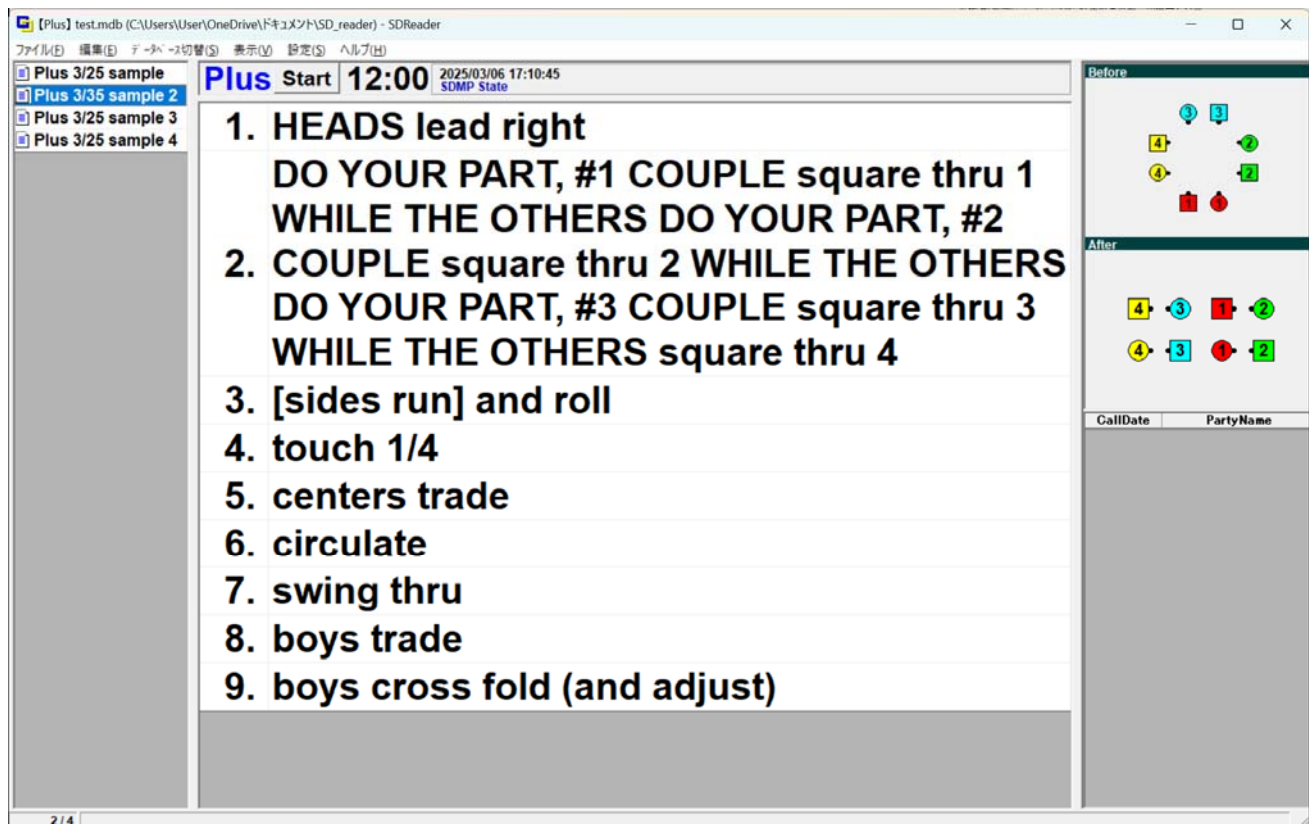 【Plus】 test.mdb (C:\Users\User\OneDrive\ドキュメント\SD_reader) - SDReader
ファイル(F) 編集(E) データベース切替(S) 表示(V) 設定(S) ヘルプ(H)
Plus 3/25 sample
Plus 3/35 sample 2
Plus 3/25 sample 3
Plus 3/25 sample 4
Plus Start 12:00 2025/03/06 17:10:45
SDMP State
1. HEADS lead right
DO YOUR PART, #1 COUPLE square thru 1
WHILE THE OTHERS DO YOUR PART, #2
2. COUPLE square thru 2 WHILE THE OTHERS
DO YOUR PART, #3 COUPLE square thru 3
WHILE THE OTHERS square thru 4
3. [sides run] and roll
4. touch 1/4
5. centers trade
6. circulate
7. swing thru
8. boys trade
9. boys cross fold (and adjust)
Before
3 3
4 2
4 2
1 1
After
4 3 1 2
4 3 1 2
CallDate PartyName
2/4